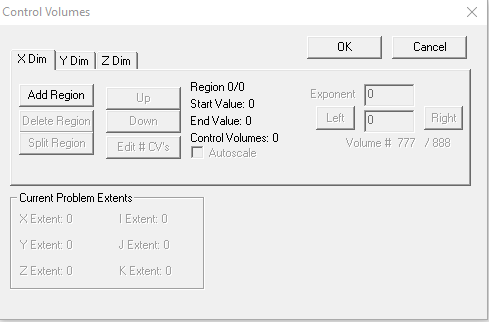 Control Volumes
OK
Cancel
X Dim
Y Dim
Z Dim
Add Region
Delete Region
Split Region
Up
Down
Edit # CV's
Region 0/0
Start Value: 0
End Value: 0
Control Volumes: 0
Autoscale
Exponent
0
Left
0
Right
Volume # 777 / 888
Current Problem Extents
X Extent: 0
I Extent: 0
Y Extent: 0
J Extent: 0
Z Extent: 0
K Extent: 0